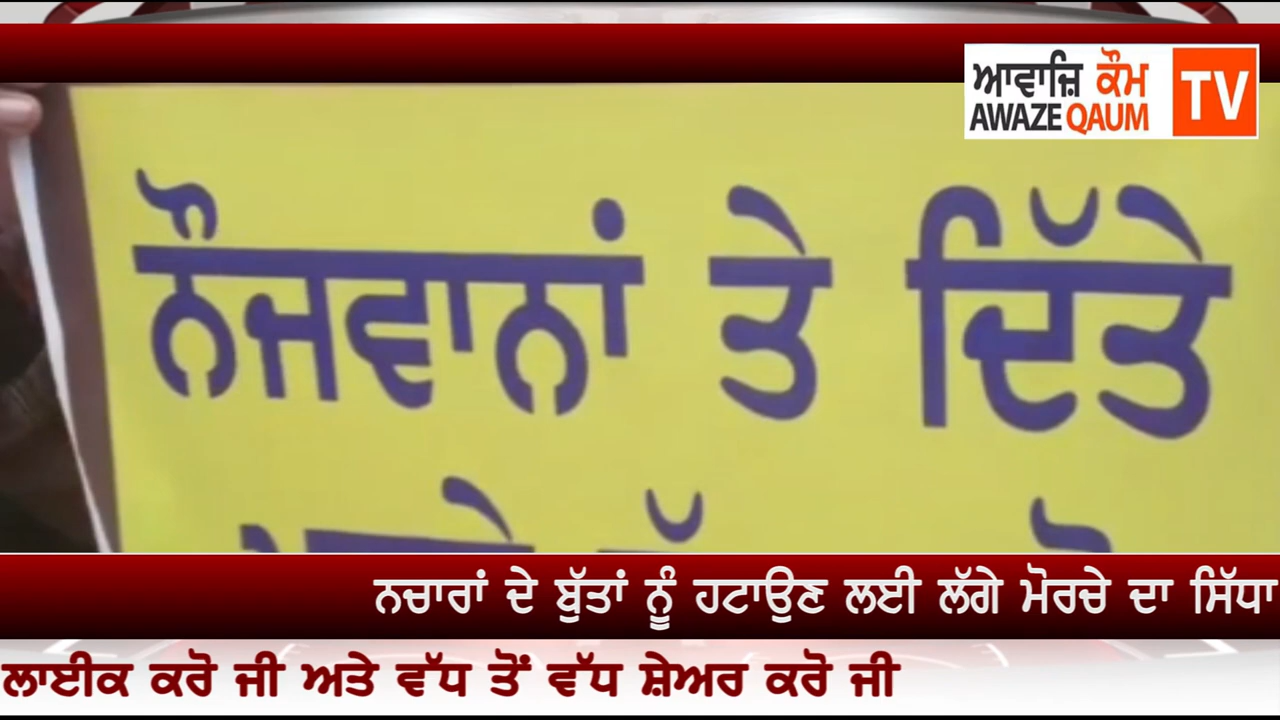 ਆਵਾਜ਼ਿ ਕੌਮ TV
AWAZE QAUM
ਨੌਜਵਾਨਾਂ ਤੇ ਦਿੱਤੇ
ਨਚਾਰਾਂ ਦੇ ਬੁੱਤਾਂ ਨੂੰ ਹਟਾਉਣ ਲਈ ਲੱਗੇ ਮੋਰਚੇ ਦਾ ਸਿੱਧਾ
ਲਾਈਕ ਕਰੋ ਜੀ ਅਤੇ ਵੱਧ ਤੋਂ ਵੱਧ ਸ਼ੇਅਰ ਕਰੋ ਜੀ